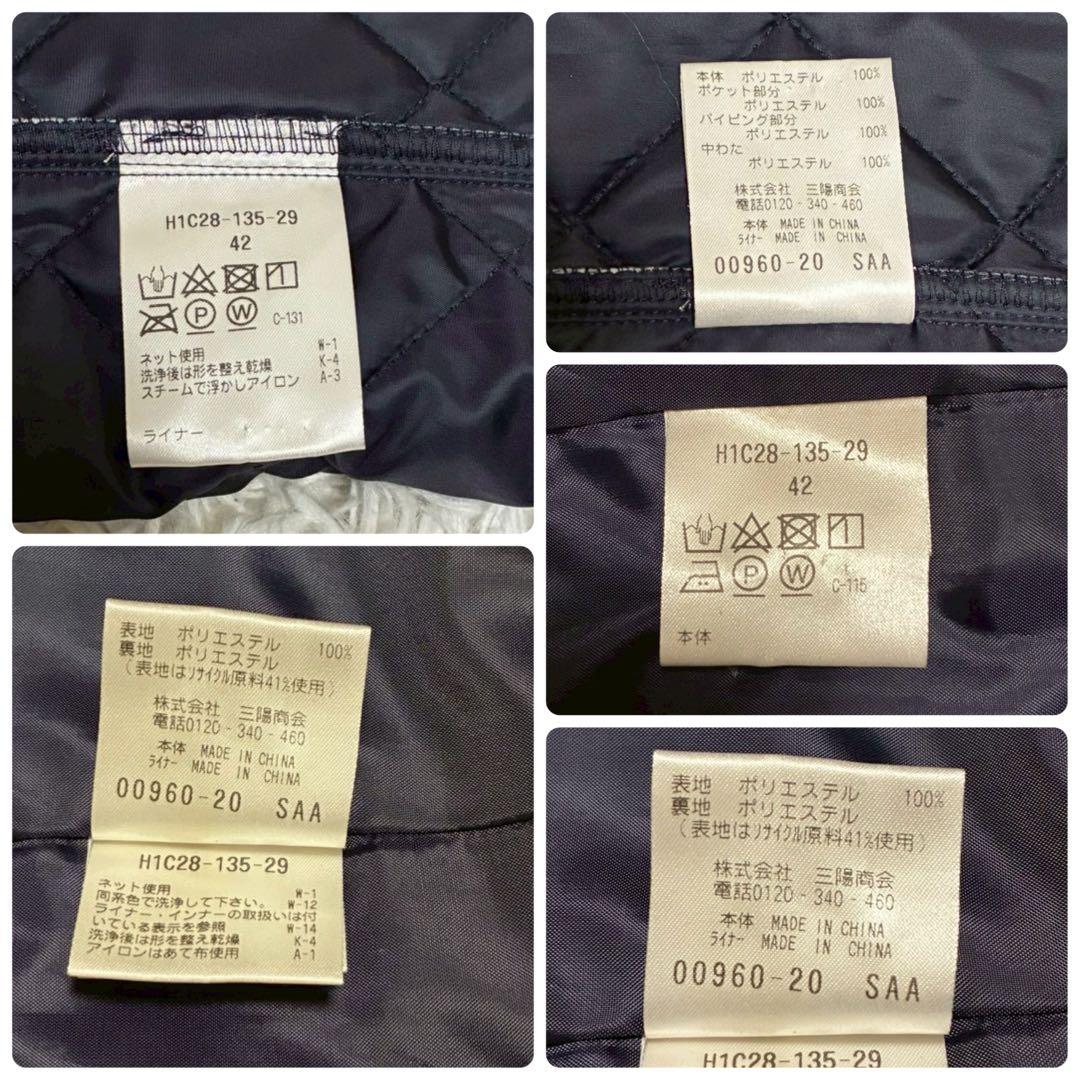 H1C28-135-29
42
C-131
ネット使用 W-1
洗浄後は形を整え乾燥 K-4
スチームで浮かしアイロン A-3
ライナー
本体 ポリエステル 100%
ポケット部分
ポリエステル 100%
パイピング部分
ポリエステル 100%
中わた
ポリエステル 100%
株式会社 三陽商会
電話0120-340-460
本体 MADE IN CHINA
ライナー MADE IN CHINA
00960-20 SAA
H1C28-135-29
42
C-115
本体
表地 ポリエステル 100%
裏地 ポリエステル
(表地はリサイクル原料41%使用)
株式会社 三陽商会
電話0120-340-460
本体 MADE IN CHINA
ライナー MADE IN CHINA
00960-20 SAA
H1C28-135-29
ネット使用 W-1
同系色で洗浄して下さい。 W-12
ライナー・インナーの取扱いは付
いている表示を参照 W-14
洗浄後は形を整え乾燥 K-4
アイロンはあて布使用 A-1
表地 ポリエステル 100%
裏地 ポリエステル
(表地はリサイクル原料41%使用)
株式会社 三陽商会
電話0120-340-460
本体 MADE IN CHINA
ライナー MADE IN CHINA
00960-20 SAA
H1C28-135-29